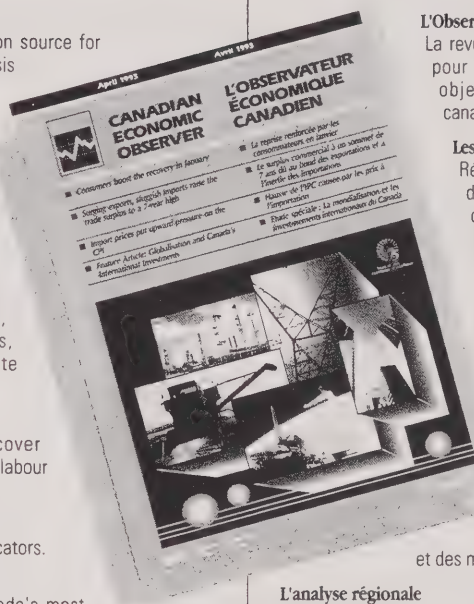 on source for
sis
s,
te
cover
labour
cators.
da's most
April 1993
Avril 1993
CANADIAN
ECONOMIC
OBSERVER
■ Consumers boost the recovery in January
■ Surging exports, sluggish imports raise the
trade surplus to a 7-year high
■ Import prices put upward pressure on the
CPI
■ Feature Article: Globalisation and Canada's
International Investments
L'OBSERVATEUR
ÉCONOMIQUE
CANADIEN
■ La reprise renforcée par les
consommateurs en janvier
■ Le surplus commercial à un sommet de
7 ans dû au bond des exportations et à
l'inertie des importations
■ Hausse de l'IPC causée par les prix à
l'importation
■ Étude spéciale : La mondialisation et les
investissements internationaux du Canada
L'Obser
La rev
pour
obje
cana
Les
Re
d
et des m
L'analyse régionale